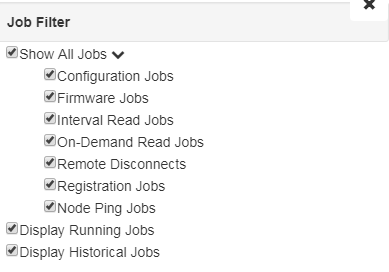 Job Filter
Show All Jobs
Configuration Jobs
Firmware Jobs
Interval Read Jobs
On-Demand Read Jobs
Remote Disconnects
Registration Jobs
Node Ping Jobs
Display Running Jobs
Display Historical Jobs